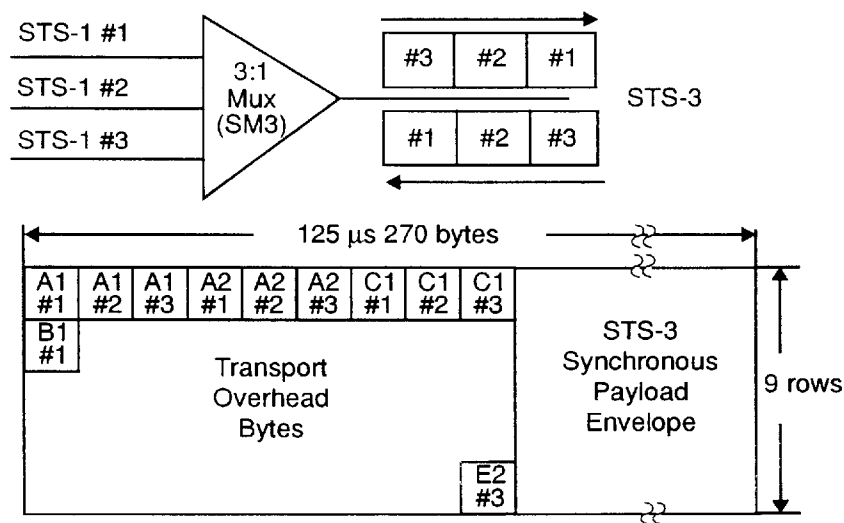 STS-1 #1
STS-1 #2
STS-1 #3
3:1
Mux
(SM3)
#3 #2 #1
#1 #2 #3
STS-3
125 μs 270 bytes
A1 #1
A1 #2
A1 #3
A2 #1
A2 #2
A2 #3
C1 #1
C1 #2
C1 #3
B1 #1
Transport
Overhead
Bytes
E2 #3
STS-3
Synchronous
Payload
Envelope
9 rows